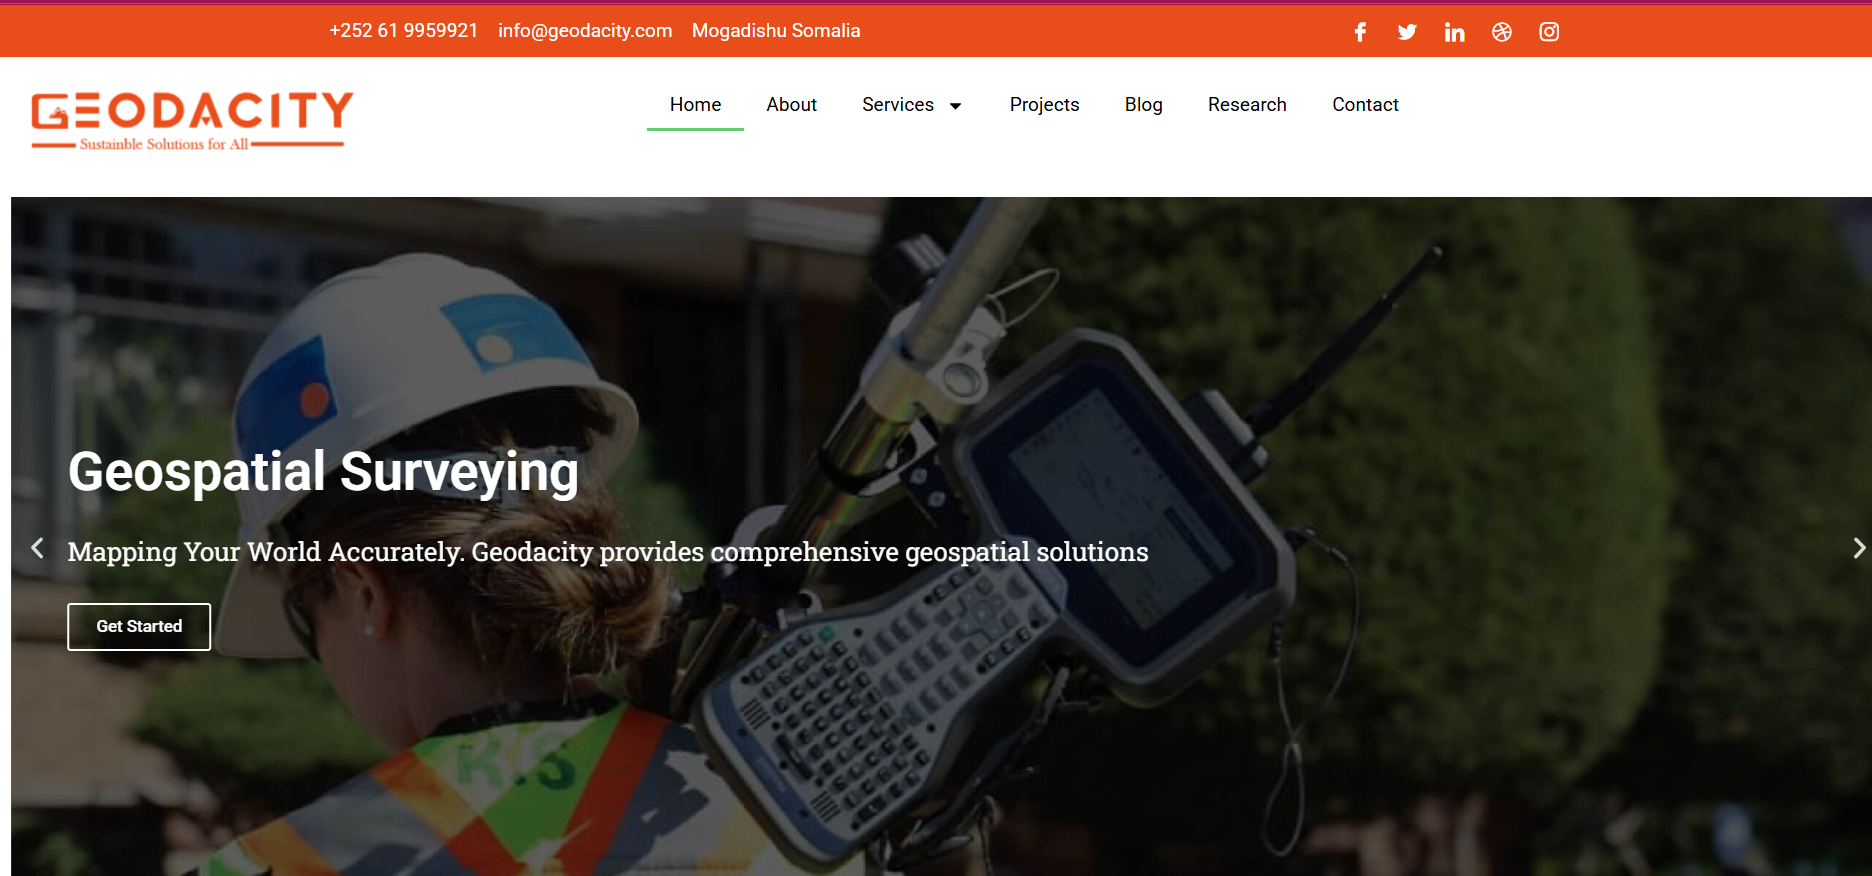 +252 61 9959921 info@geodacity.com Mogadishu Somalia
GEODACITY
Sustainble Solutions for All
Home About Services Projects Blog Research Contact
Geospatial Surveying
Mapping Your World Accurately. Geodacity provides comprehensive geospatial solutions
Get Started
K.S